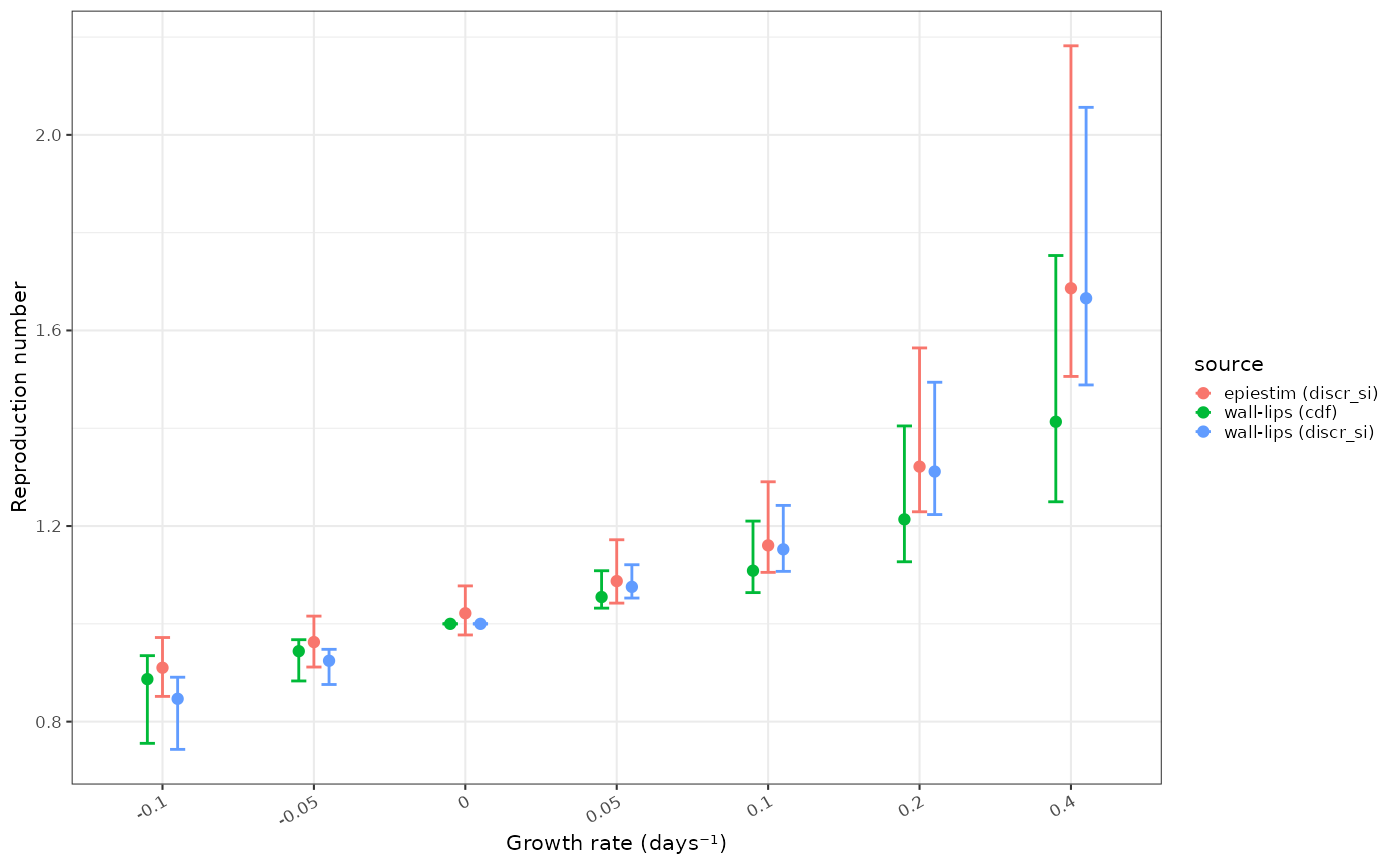 Reproduction number
2.0
1.6
1.2
0.8
-0.1
-0.05
0
0.05
0.1
0.2
0.4
Growth rate (days⁻¹)
source
epiestim (discr_si)
wall-lips (cdf)
wall-lips (discr_si)